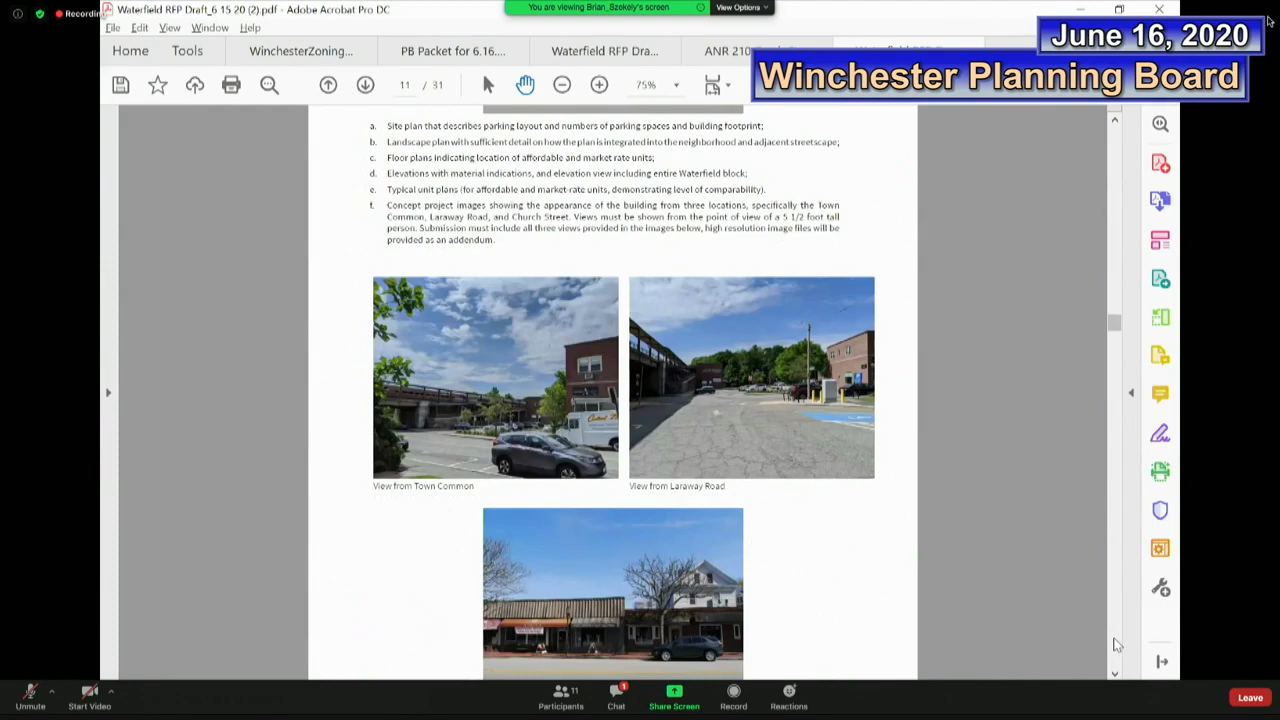 Recording
Waterfield RFP Draft_6 15 20 (2).pdf - Adobe Acrobat Pro DC
You are viewing Brian_Szekely's screen
View Options
June 16, 2020
Winchester Planning Board
File Edit View Window Help
Home Tools WinchesterZoning... PB Packet for 6.16.... Waterfield RFP Dra... ANR 210
11 / 31 75%
a. Site plan that describes parking layout and numbers of parking spaces and building footprint;
b. Landscape plan with sufficient detail on how the plan is integrated into the neighborhood and adjacent streetscape;
c. Floor plans indicating location of affordable and market rate units;
d. Elevations with material indications, and elevation view including entire Waterfield block;
e. Typical unit plans (for affordable and market-rate units, demonstrating level of comparability).
f. Concept project images showing the appearance of the building from three locations, specifically the Town
Common, Laraway Road, and Church Street. Views must be shown from the point of view of a 5 1/2 foot tall
person. Submission must include all three views provided in the images below, high resolution image files will be
provided as an addendum.
View from Town Common
View from Laraway Road
Unmute Start Video Participants 11 Chat 1 Share Screen Record Reactions Leave